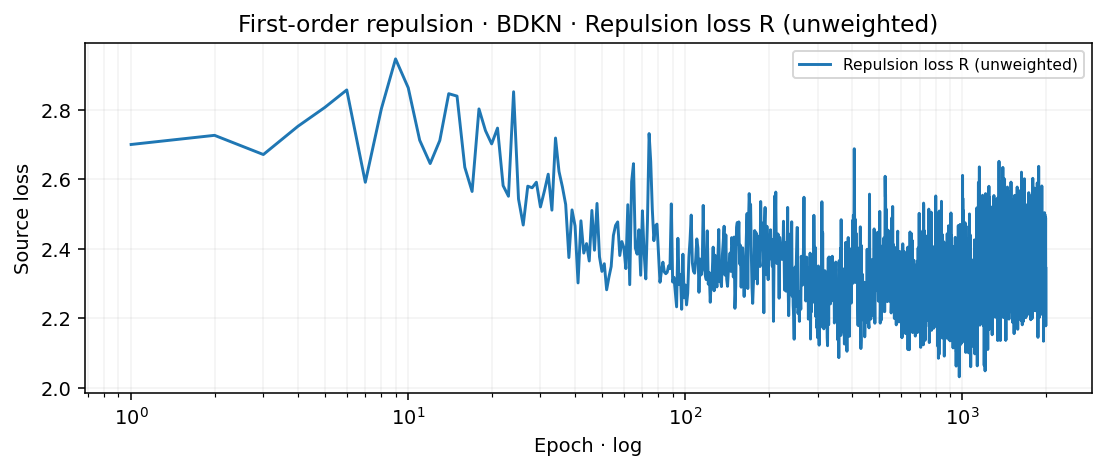 First-order repulsion · BDKN · Repulsion loss R (unweighted)
Repulsion loss R (unweighted)
Source loss
2.8
2.6
2.4
2.2
2.0
10⁰ 10¹ 10² 10³
Epoch · log